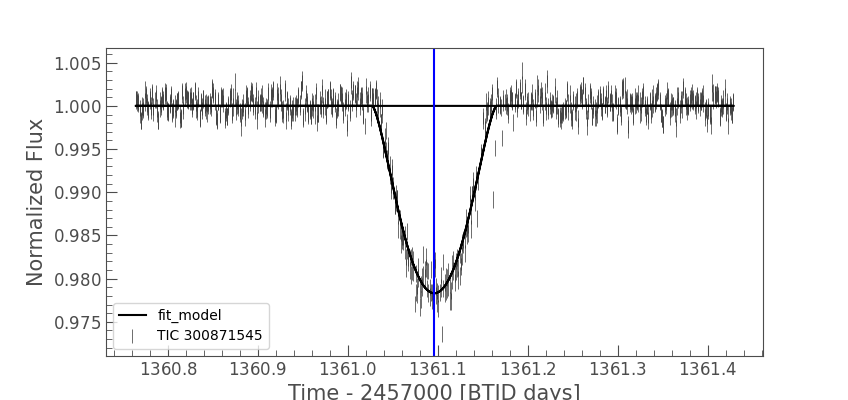 1.005
1.000
0.995
0.990
0.985
0.980
0.975
Normalized Flux
fit_model
TIC 300871545
1360.8 1360.9 1361.0 1361.1 1361.2 1361.3 1361.4
Time - 2457000 [BTJD days]